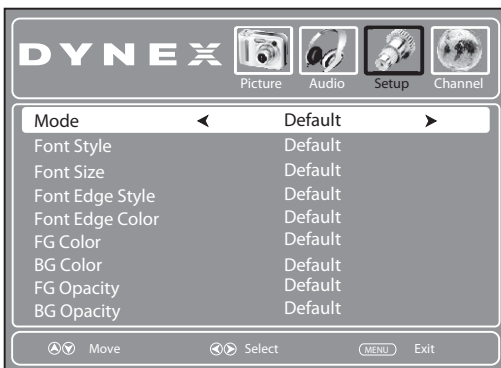 DYNEX
Picture Audio Setup Channel
Mode Default
Font Style Default
Font Size Default
Font Edge Style Default
Font Edge Color Default
FG Color Default
BG Color Default
FG Opacity Default
BG Opacity Default
Move Select MENU Exit